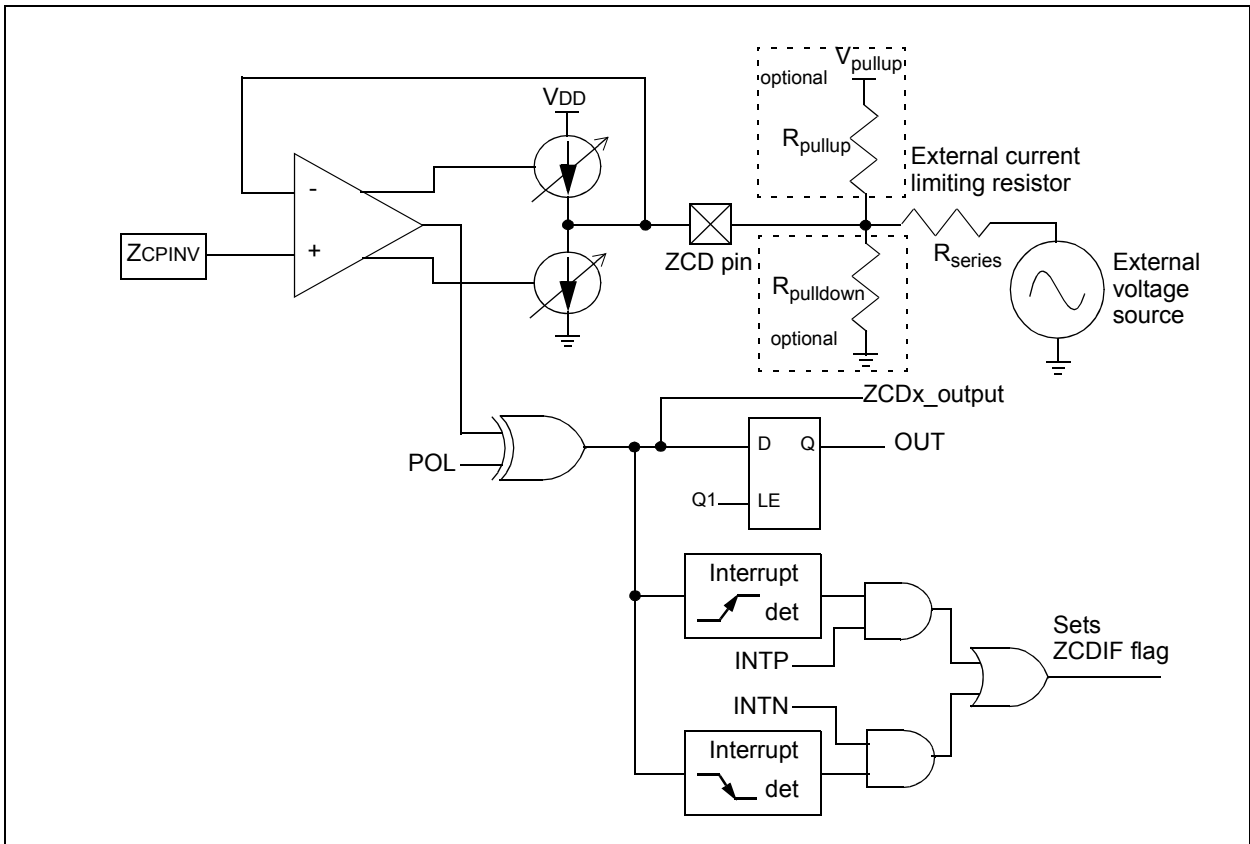 optional
Vpullup
VDD
Rpullup
External current
limiting resistor
-
+
ZCPINV
ZCD pin
Rseries
Rpulldown
optional
External
voltage
source
ZCDx_output
POL
D
Q
OUT
Q1
LE
Interrupt
det
INTP
Sets
ZCDIF flag
INTN
Interrupt
det